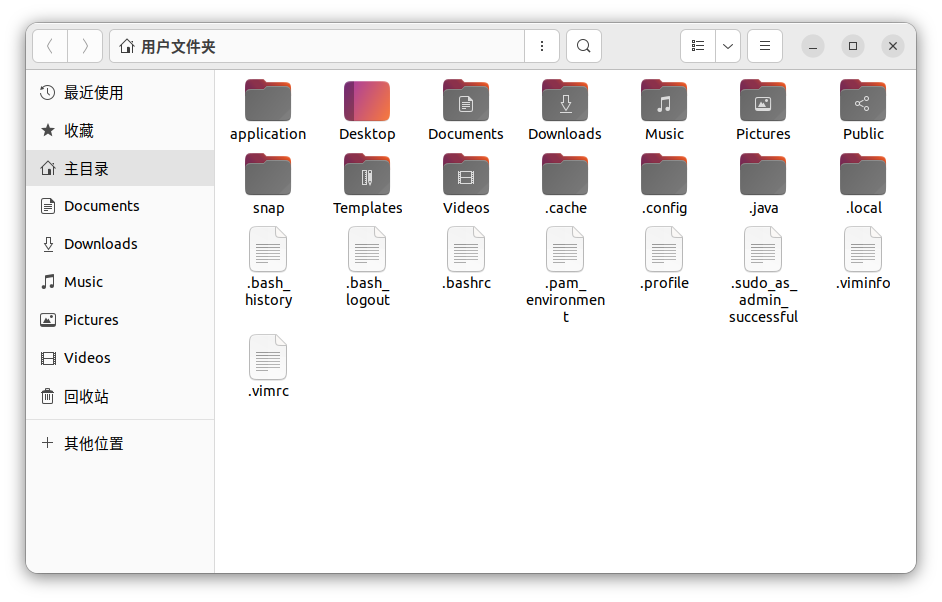 用户文件夹
最近使用
收藏
主目录
Documents
Downloads
Music
Pictures
Videos
回收站
其他位置
application
Desktop
Documents
Downloads
Music
Pictures
Public
snap
Templates
Videos
.cache
.config
.java
.local
.bash_
history
.bash_
logout
.bashrc
.pam_
environmen
t
.profile
.sudo_as_
admin_
successful
.viminfo
.vimrc